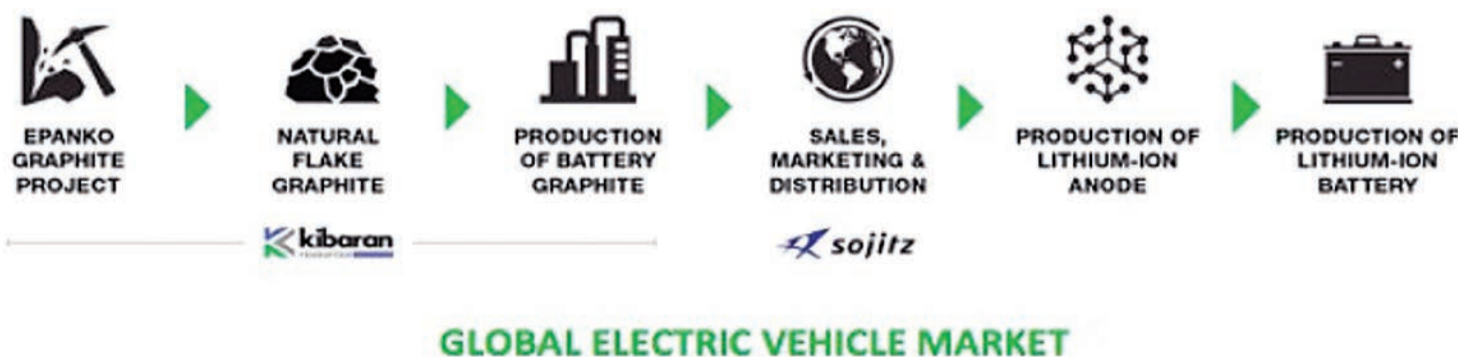 EPANKO
GRAPHITE
PROJECT
NATURAL
FLAKE
GRAPHITE
PRODUCTION
OF BATTERY
GRAPHITE
SALES,
MARKETING &
DISTRIBUTION
PRODUCTION OF
LITHIUM-ION
ANODE
PRODUCTION OF
LITHIUM-ION
BATTERY
kibaran
sojitz
GLOBAL ELECTRIC VEHICLE MARKET